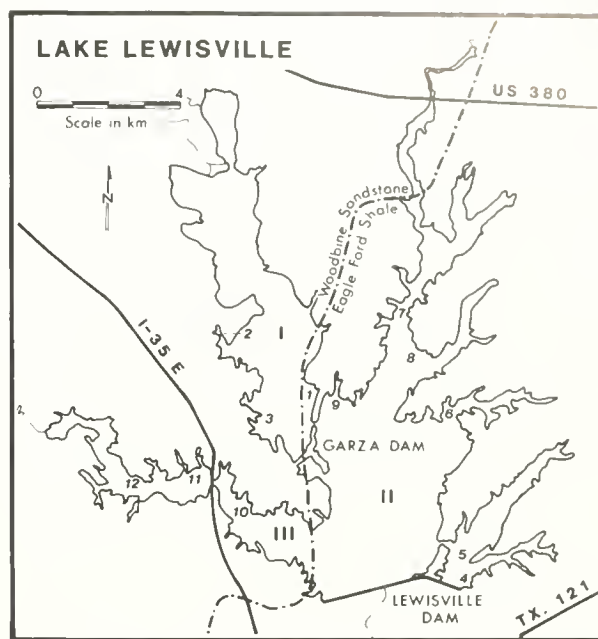 LAKE LEWISVILLE
0 4
Scale in km
N
US 380
Woodbine Sandstone
Eagle Ford Shale
I-35 E
2
I
7
8
1
9
3
6
GARZA DAM
12
11
10
II
III
5
4
LEWISVILLE
DAM
TX. 121